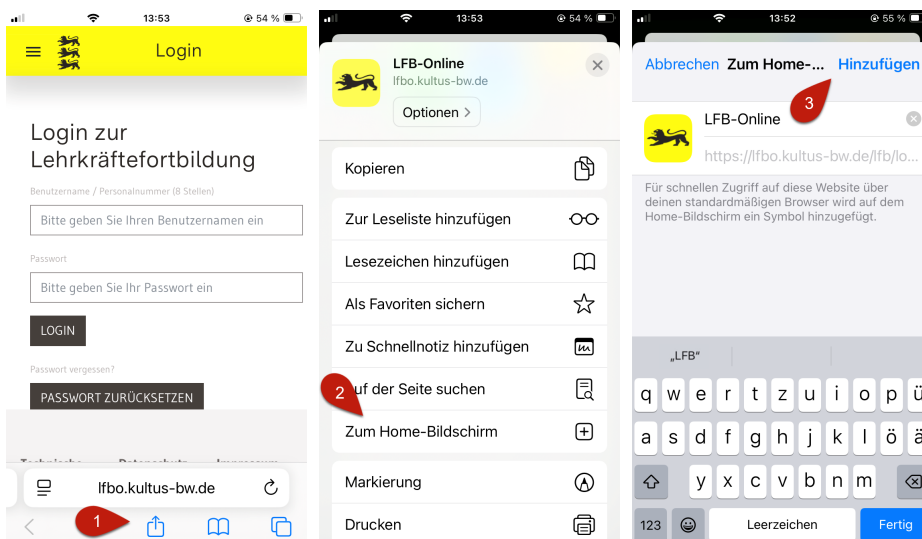 13:53
54 %
Login
Login zur
Lehrkräftefortbildung
Benutzername / Personalnummer (8 Stellen)
Bitte geben Sie Ihren Benutzernamen ein
Passwort
Bitte geben Sie Ihr Passwort ein
LOGIN
Passwort vergessen?
PASSWORT ZURÜCKSETZEN
Technische Datenschutz Impressum
lfbo.kultus-bw.de
1
13:53
54 %
LFB-Online
lfbo.kultus-bw.de
Optionen >
Kopieren
Zur Leseliste hinzufügen
Lesezeichen hinzufügen
Als Favoriten sichern
Zu Schnellnotiz hinzufügen
uf der Seite suchen
2
Zum Home-Bildschirm
Markierung
Drucken
13:52
55 %
Abbrechen Zum Home-... Hinzufügen
3
LFB-Online
https://lfbo.kultus-bw.de/lfb/lo...
Für schnellen Zugriff auf diese Website über
deinen standardmäßigen Browser wird auf dem
Home-Bildschirm ein Symbol hinzugefügt.
„LFB“
q w e r t z u i o p ü
a s d f g h j k l ö ä
y x c v b n m
123 Leerzeichen Fertig